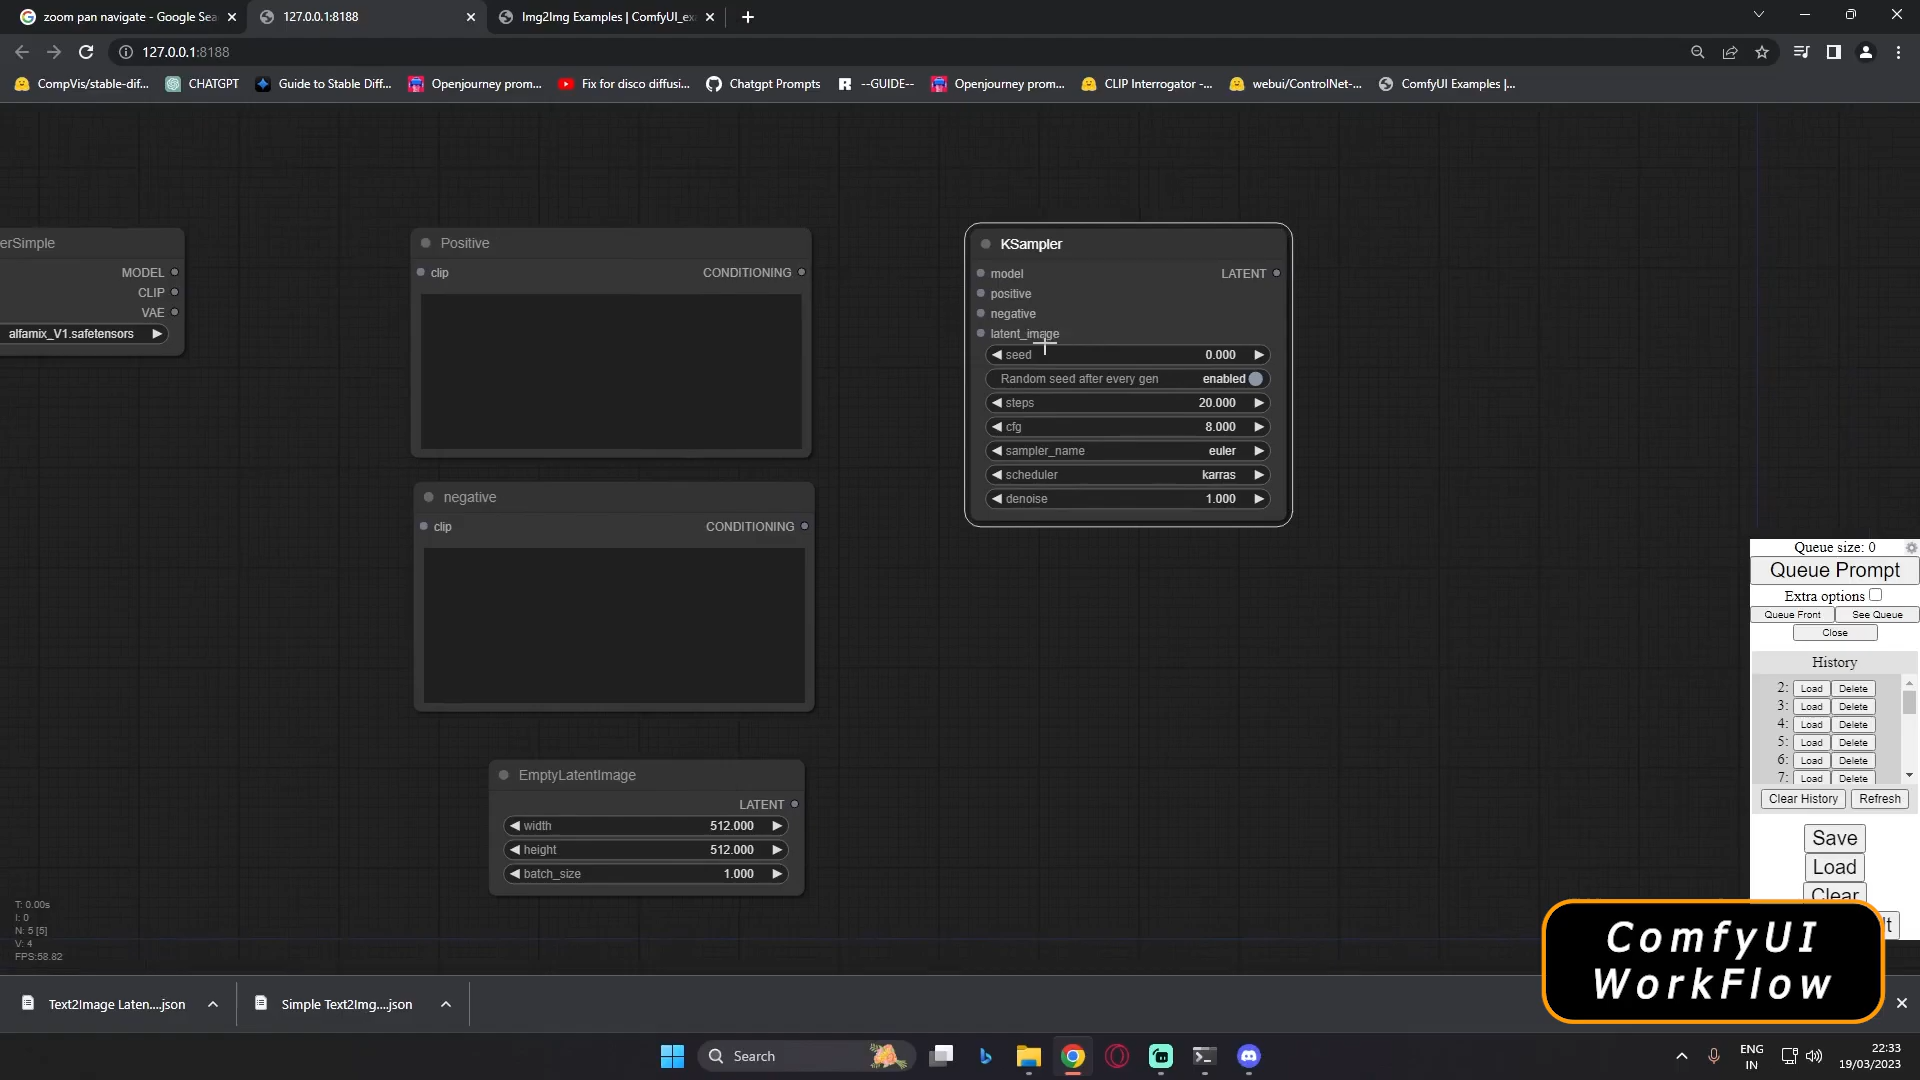 zoom pan navigate - Google Sea
127.0.0.1:8188
Img2Img Examples | ComfyUI_ex
127.0.0.1:8188
CompVis/stable-dif...
CHATGPT
Guide to Stable Diff...
Openjourney prom...
Fix for disco diffusi...
Chatgpt Prompts
R --GUIDE--
Openjourney prom...
CLIP Interrogator -...
webui/ControlNet-...
ComfyUI Examples |...
erSimple
MODEL
CLIP
VAE
alfamix_V1.safetensors
Positive
clip
CONDITIONING
negative
clip
CONDITIONING
EmptyLatentImage
LATENT
width 512.000
height 512.000
batch_size 1.000
KSampler
model
LATENT
positive
negative
latent_image
seed 0.000
Random seed after every gen enabled
steps 20.000
cfg 8.000
sampler_name euler
scheduler karras
denoise 1.000
Queue size: 0
Queue Prompt
Extra options
Queue Front
See Queue
Close
History
2: Load Delete
3: Load Delete
4: Load Delete
5: Load Delete
6: Load Delete
7: Load Delete
Clear History
Refresh
Save
Load
Clear
lt
T: 0.00s
I: 0
N: 5 [5]
V: 4
FPS:58.82
ComfyUI
WorkFlow
Text2Image Laten....json
Simple Text2Img....json
Search
ENG
IN
22:33
19/03/2023